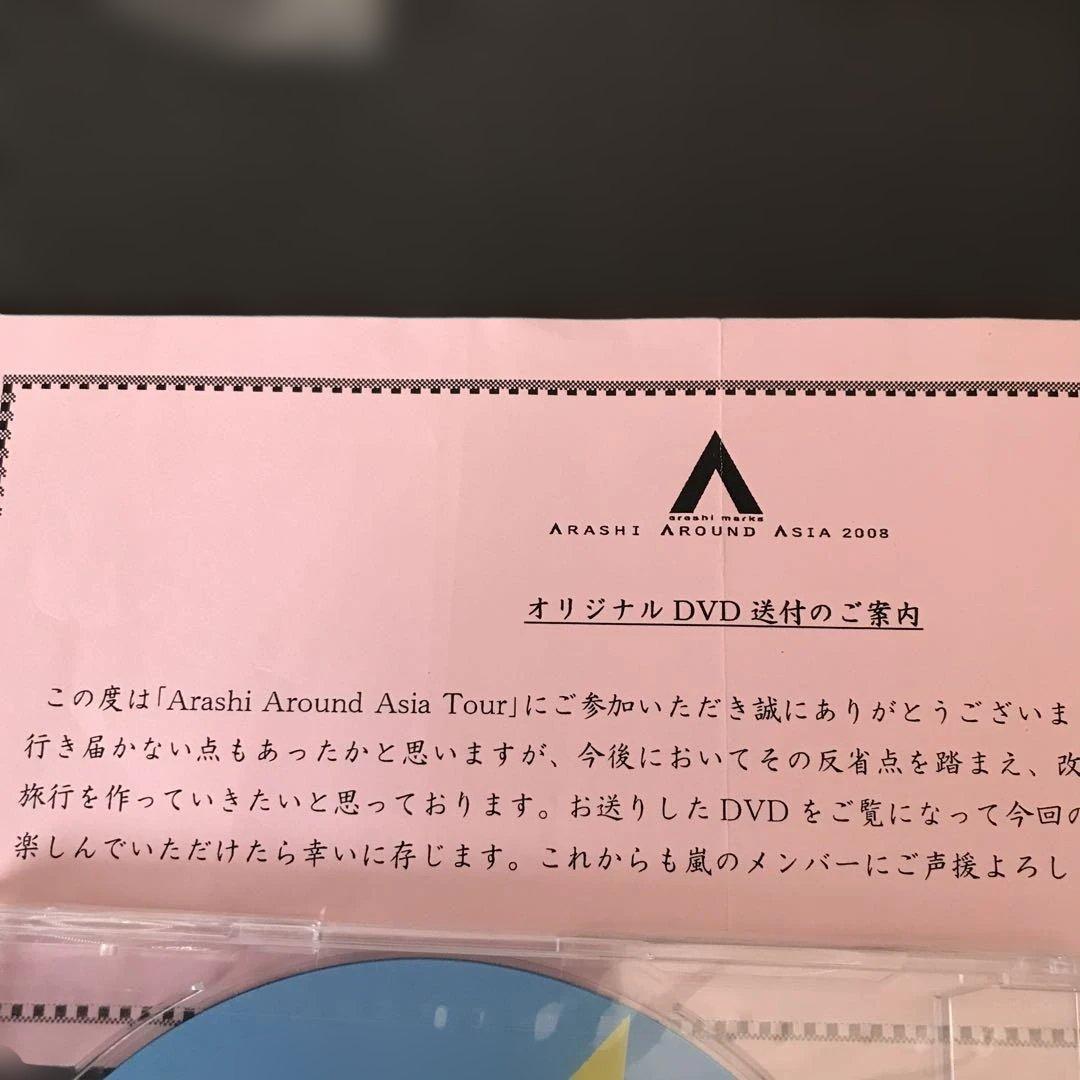 arashi marks
ARASHI AROUND ASIA 2008
オリジナル DVD 送付のご案内
この度は「Arashi Around Asia Tour」にご参加いただき誠にありがとうございま
行き届かない点もあったかと思いますが、今後においてその反省点を踏まえ、改
旅行を作っていきたいと思っております。お送りした DVD をご覧になって今回の
楽しんでいただけたら幸いに存じます。これからも嵐のメンバーにご声援よろし